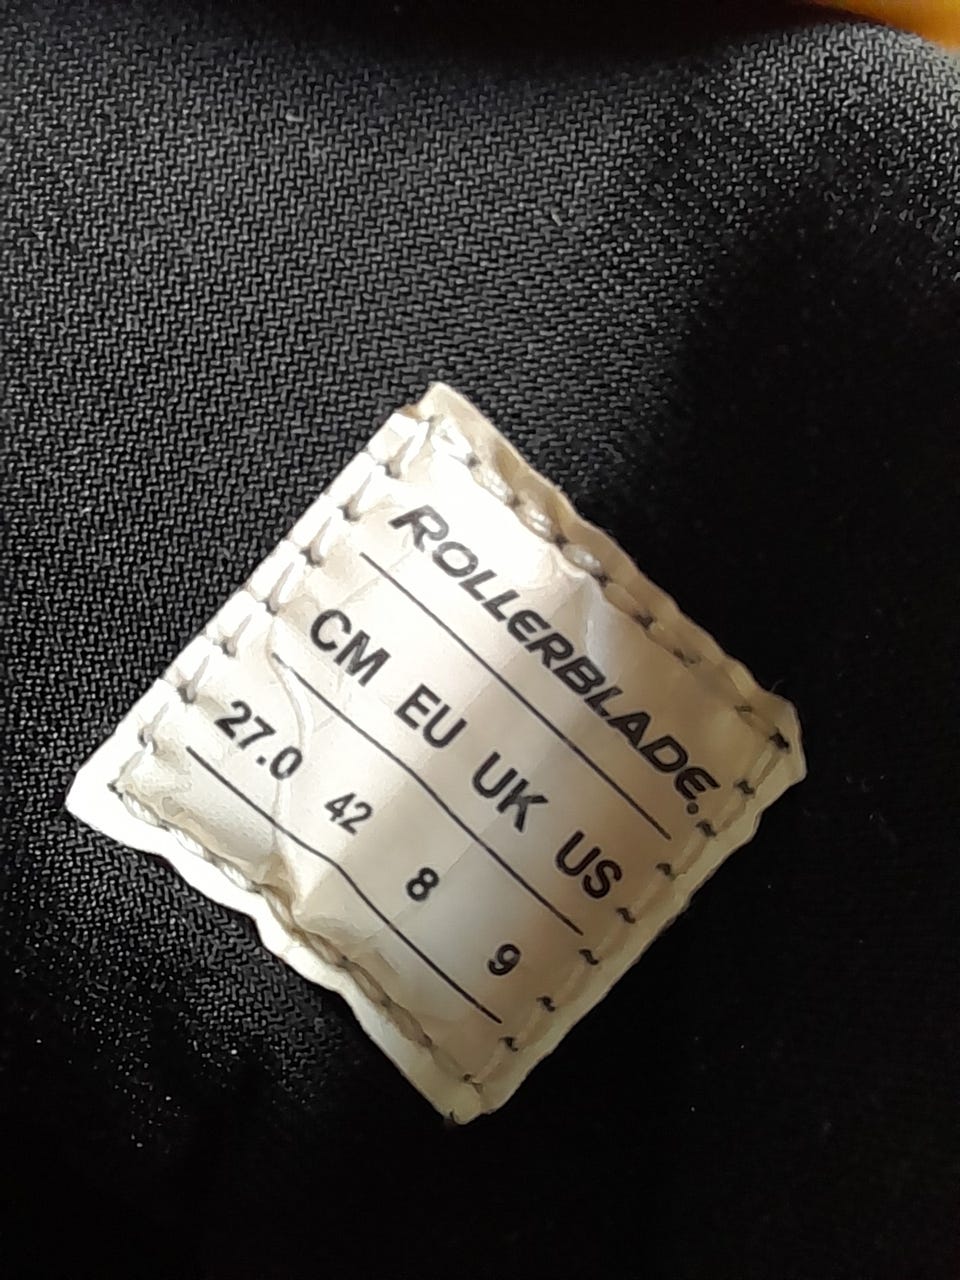 ROLLERBLADE.
CM EU UK US
27.0 42 8 9